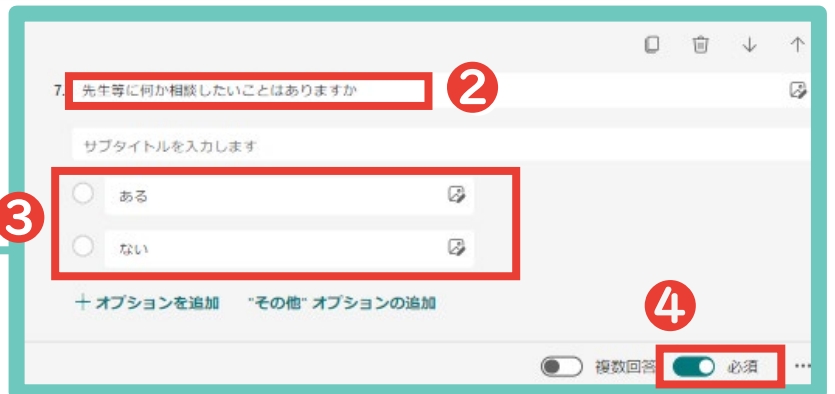 7. 先生等に何か相談したいことはありますか
2
サブタイトルを入力します
3
ある
ない
＋ オプションを追加 "その他" オプションの追加
4
複数回答 必須 …